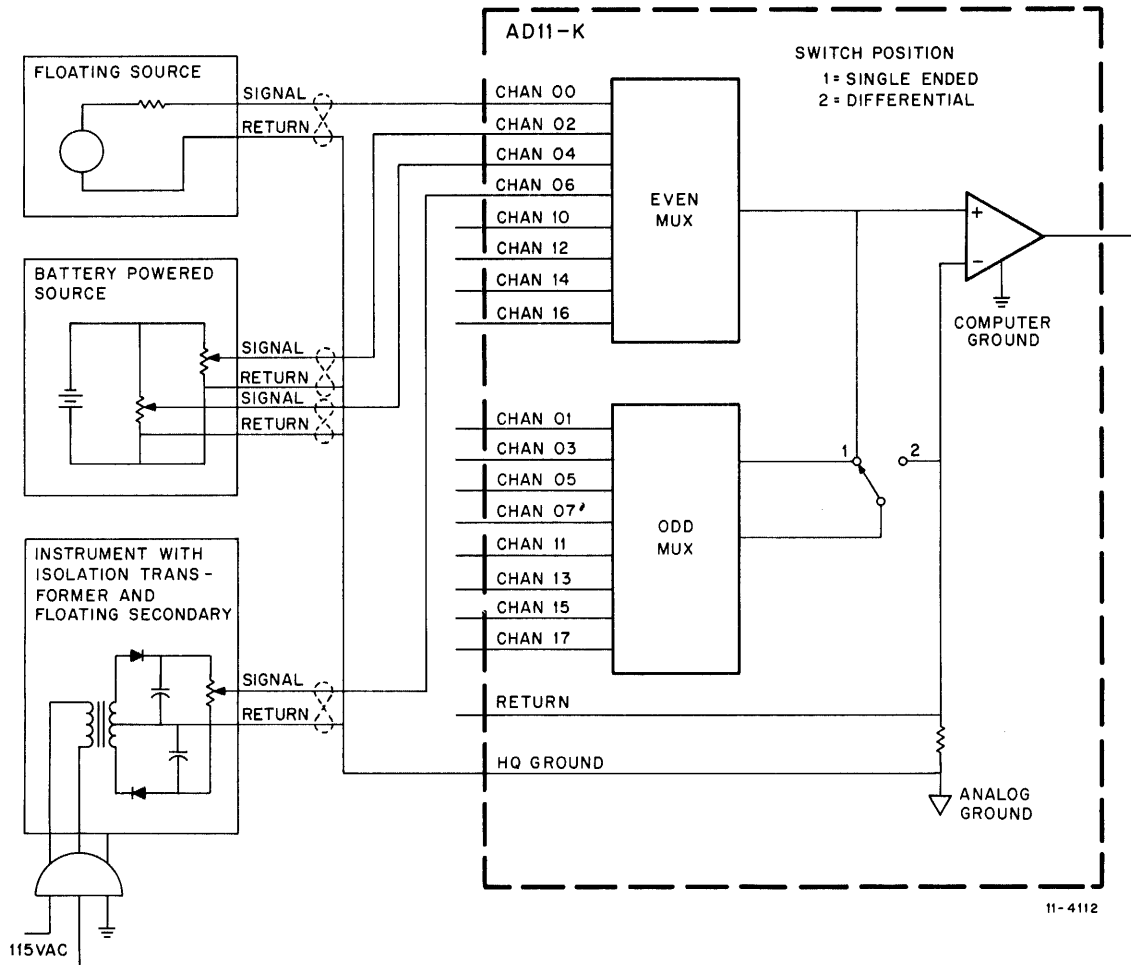 AD11-K
SWITCH POSITION
1 = SINGLE ENDED
2 = DIFFERENTIAL
FLOATING SOURCE
SIGNAL
RETURN
BATTERY POWERED
SOURCE
SIGNAL
RETURN
SIGNAL
RETURN
INSTRUMENT WITH
ISOLATION TRANS-
FORMER AND
FLOATING SECONDARY
SIGNAL
RETURN
115VAC
CHAN 00
CHAN 02
CHAN 04
CHAN 06
CHAN 10
CHAN 12
CHAN 14
CHAN 16
EVEN
MUX
+
−
COMPUTER
GROUND
CHAN 01
CHAN 03
CHAN 05
CHAN 07
CHAN 11
CHAN 13
CHAN 15
CHAN 17
ODD
MUX
1
2
RETURN
HQ GROUND
ANALOG
GROUND
11-4112